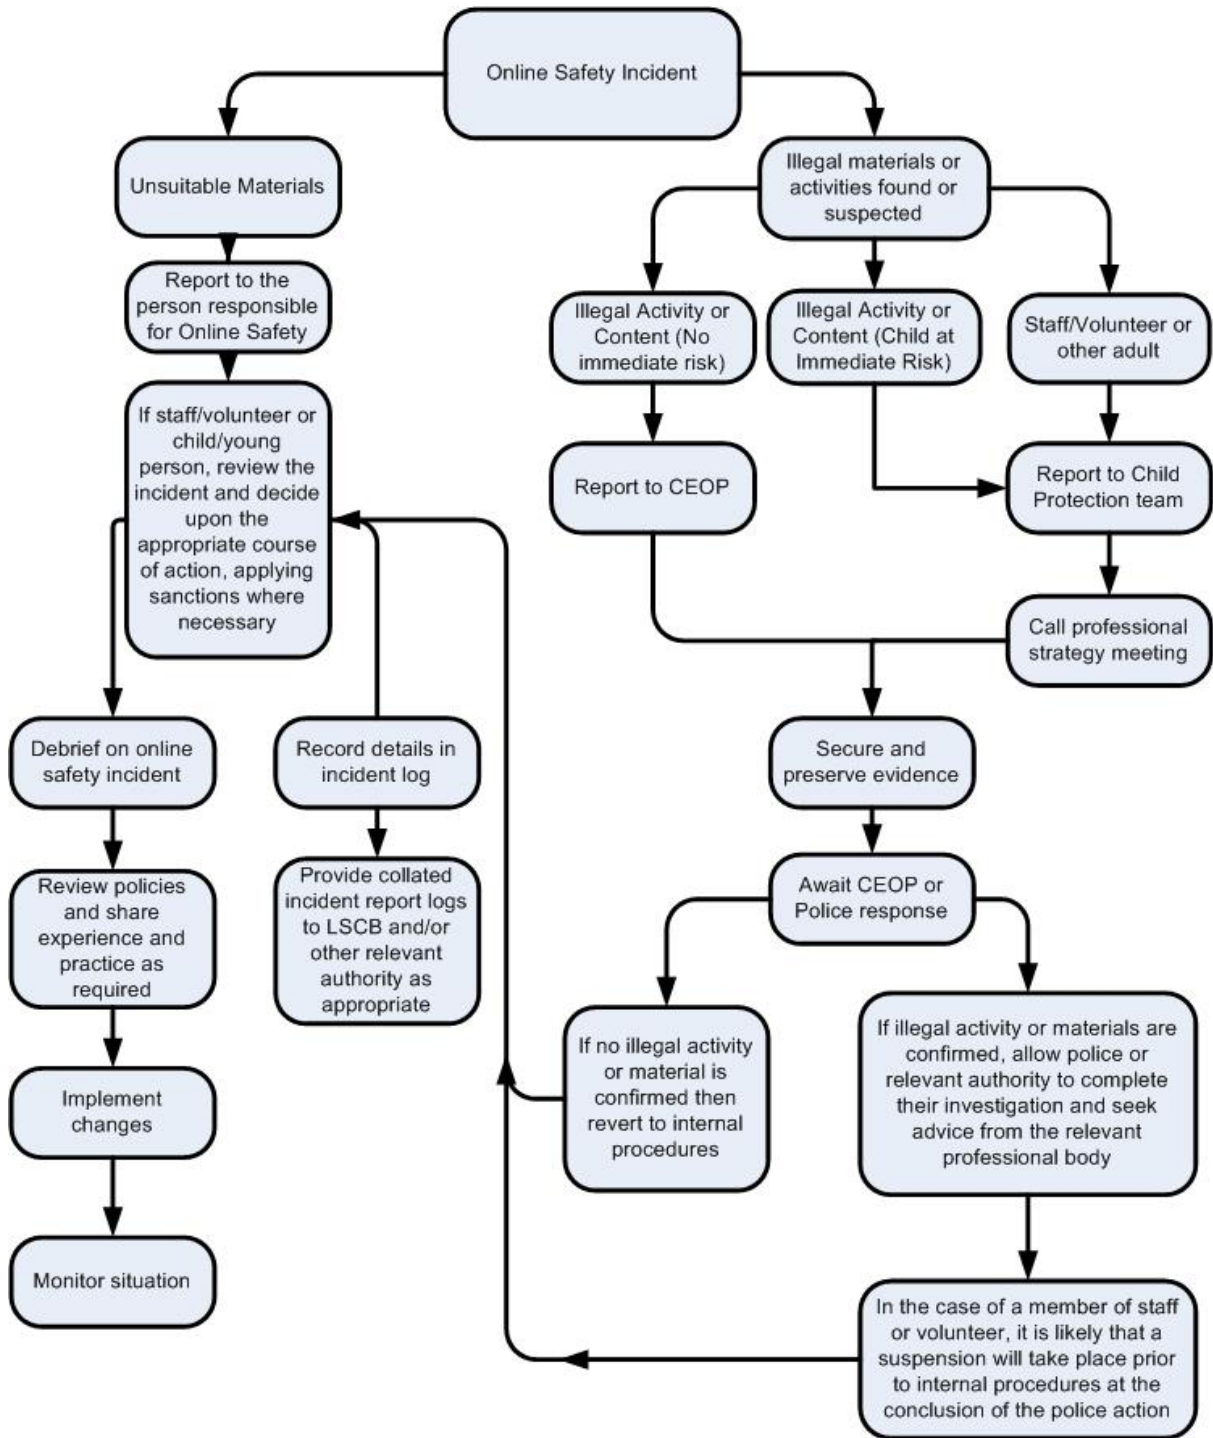 Online Safety Incident
Unsuitable Materials
Illegal materials or
activities found or
suspected
Report to the
person responsible
for Online Safety
Illegal Activity or
Content (No
immediate risk)
Illegal Activity or
Content (Child at
Immediate Risk)
Staff/Volunteer or
other adult
If staff/volunteer or
child/young
person, review the
incident and decide
upon the
appropriate course
of action, applying
sanctions where
necessary
Report to CEOP
Report to Child
Protection team
Call professional
strategy meeting
Debrief on online
safety incident
Record details in
incident log
Secure and
preserve evidence
Review policies
and share
experience and
practice as
required
Provide collated
incident report logs
to LSCB and/or
other relevant
authority as
appropriate
Await CEOP or
Police response
If no illegal activity
or material is
confirmed then
revert to internal
procedures
If illegal activity or materials are
confirmed, allow police or
relevant authority to complete
their investigation and seek
advice from the relevant
professional body
Implement
changes
Monitor situation
In the case of a member of staff
or volunteer, it is likely that a
suspension will take place prior
to internal procedures at the
conclusion of the police action